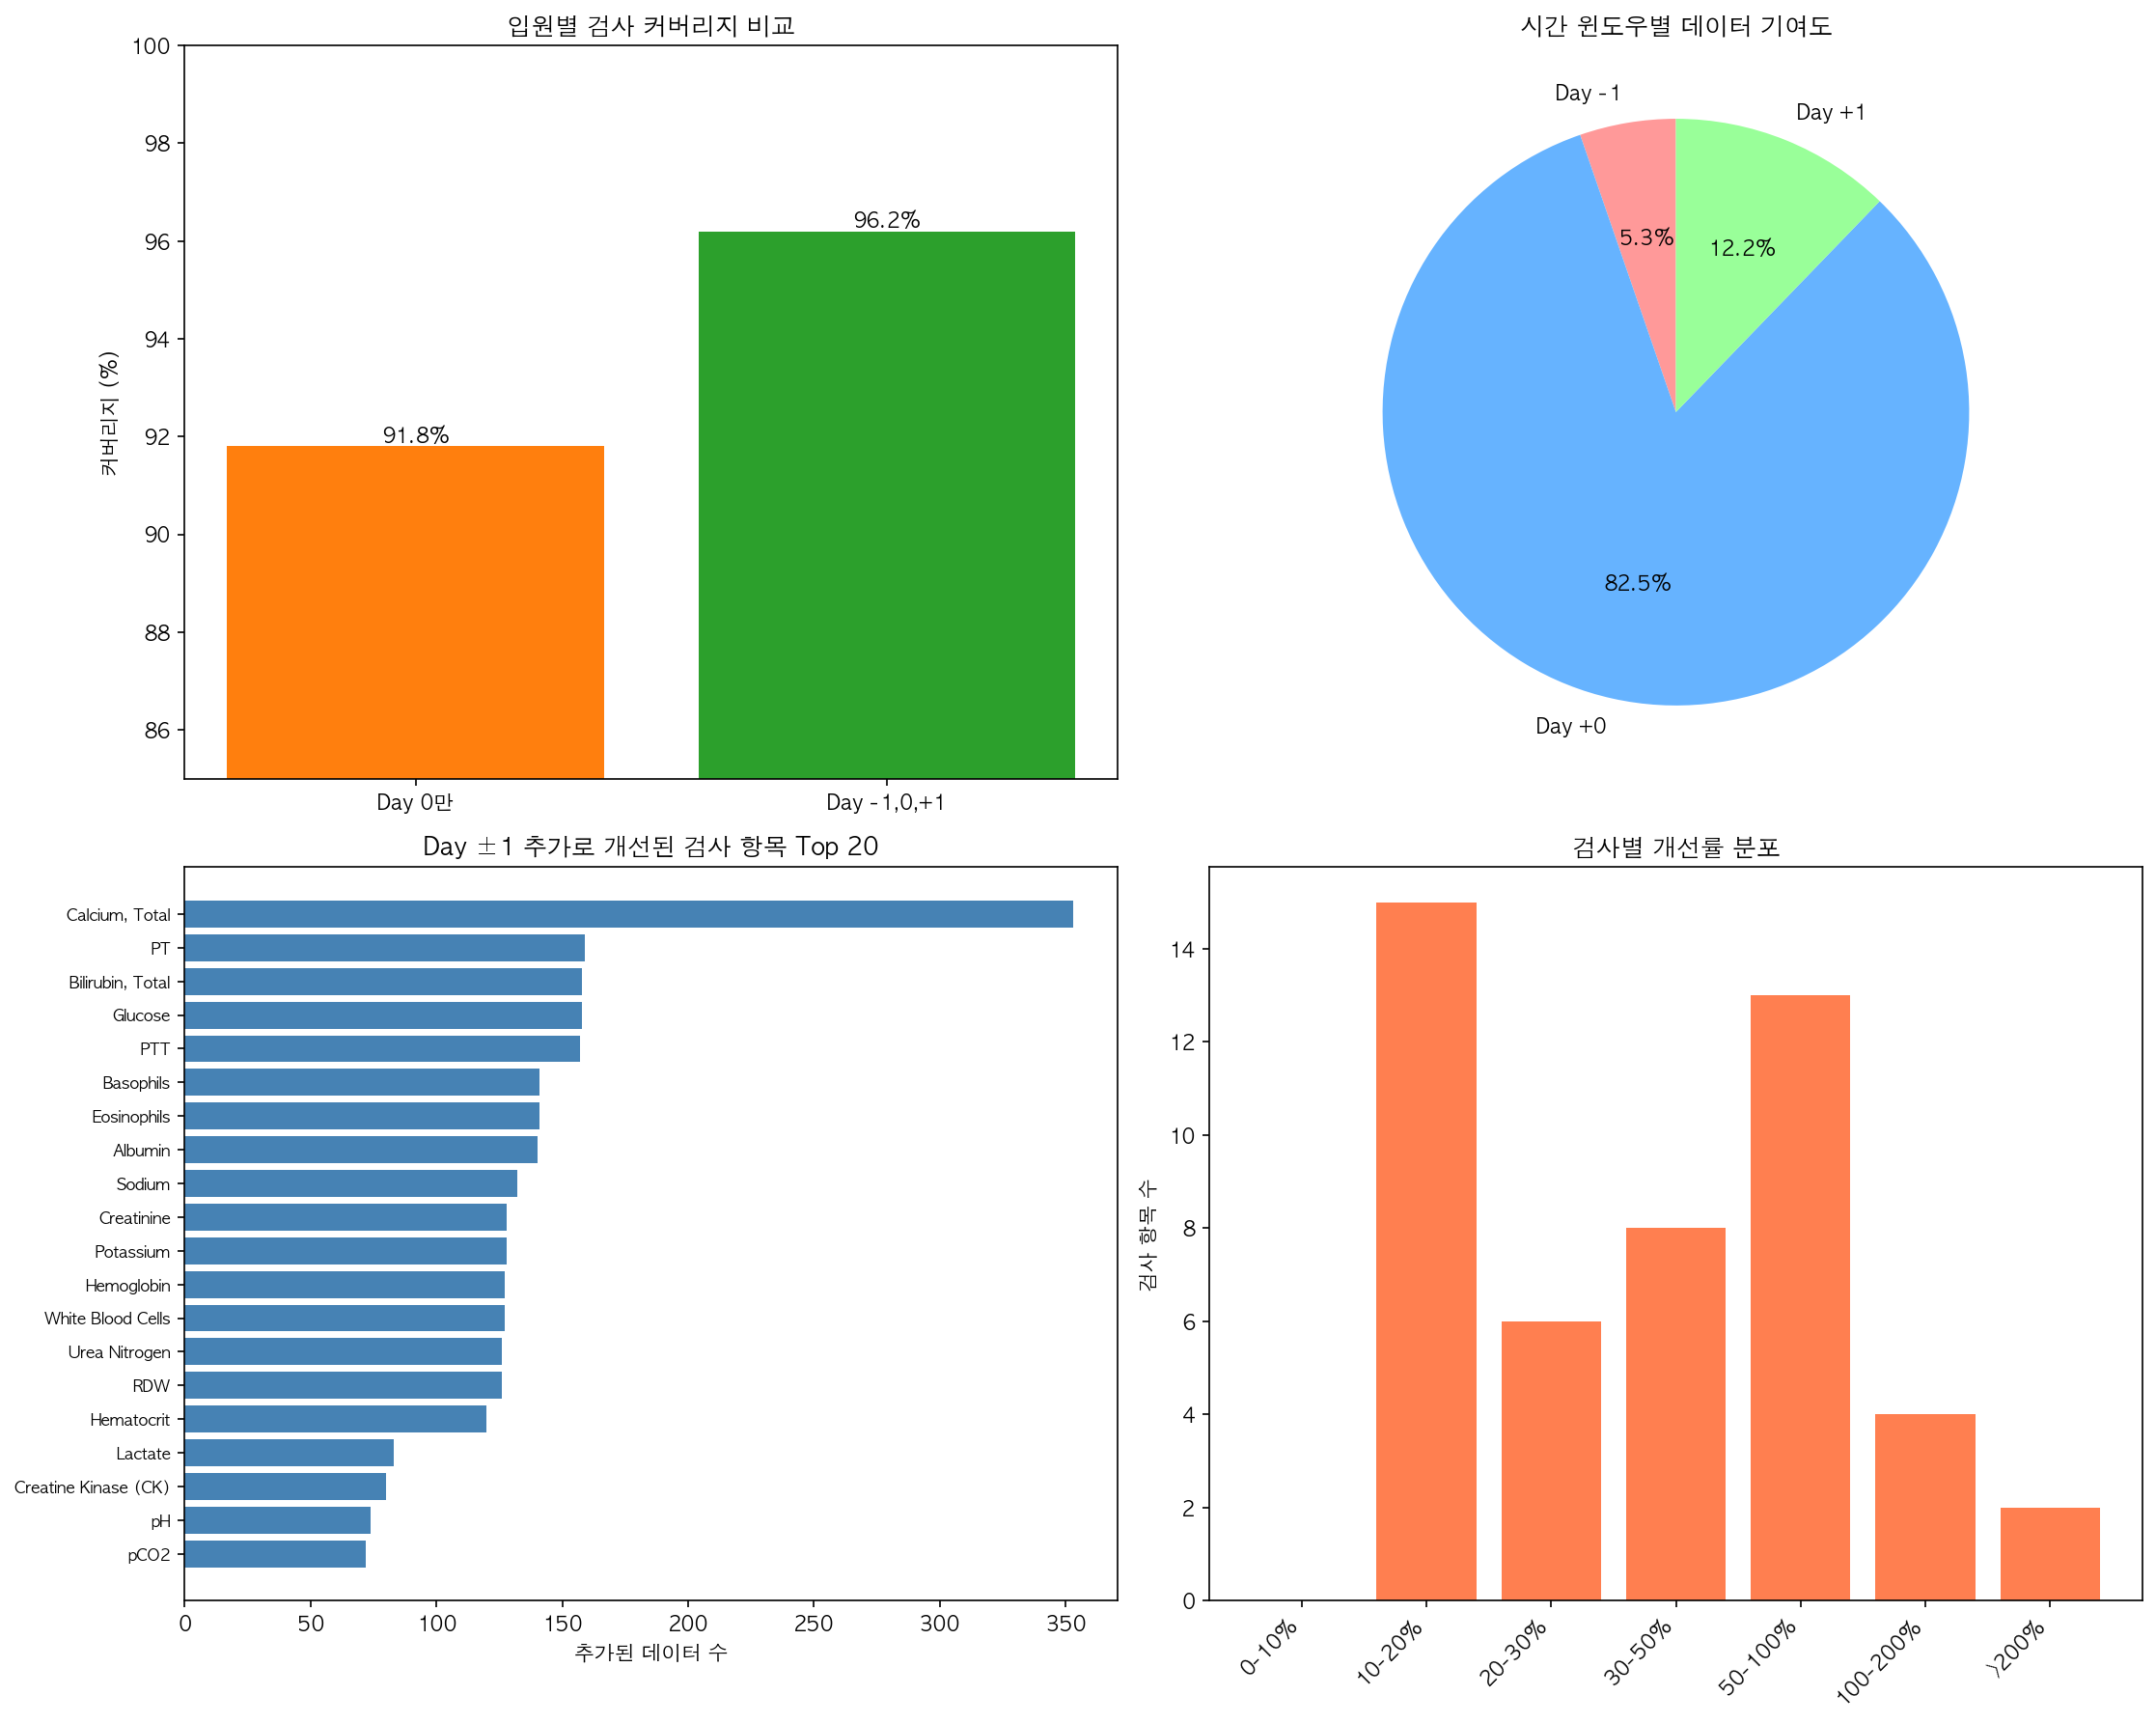 입원별 검사 커버리지 비교
100
98
96
94
92
90
88
86
커버리지 (%)
91.8%
96.2%
Day 0만
Day -1,0,+1
시간 윈도우별 데이터 기여도
Day -1
Day +1
5.3%
12.2%
82.5%
Day +0
Day ±1 추가로 개선된 검사 항목 Top 20
Calcium, Total
PT
Bilirubin, Total
Glucose
PTT
Basophils
Eosinophils
Albumin
Sodium
Creatinine
Potassium
Hemoglobin
White Blood Cells
Urea Nitrogen
RDW
Hematocrit
Lactate
Creatine Kinase (CK)
pH
pCO2
0
50
100
150
200
250
300
350
추가된 데이터 수
검사별 개선률 분포
14
12
10
8
6
4
2
0
검사 항목 수
0-10%
10-20%
20-30%
30-50%
50-100%
100-200%
>200%